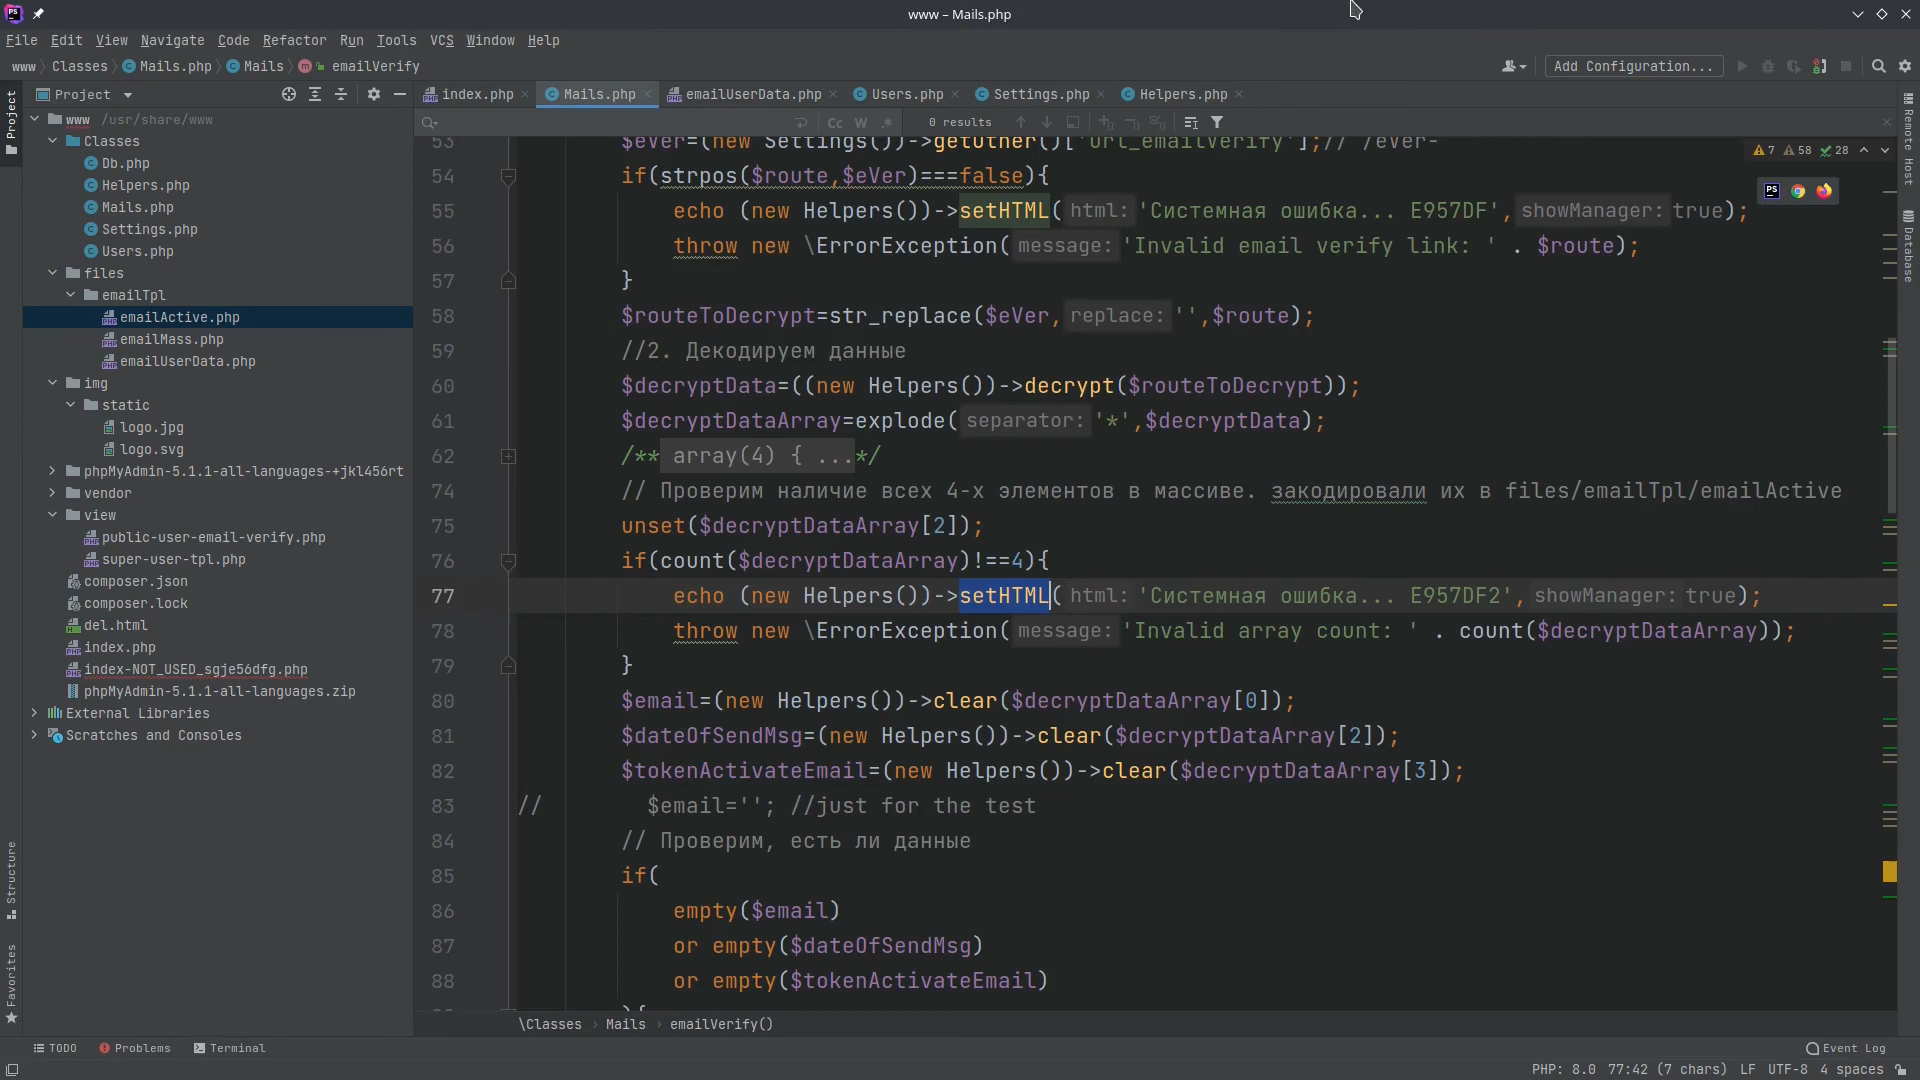 www – Mails.php
File Edit View Navigate Code Refactor Run Tools VCS Window Help
www Classes Mails.php Mails emailVerify
Add Configuration...
Project
index.php Mails.php emailUserData.php Users.php Settings.php Helpers.php
Cc W .* 0 results
7 58 28
www /usr/share/www
Classes
Db.php
Helpers.php
Mails.php
Settings.php
Users.php
files
emailTpl
emailActive.php
emailMass.php
emailUserData.php
img
static
logo.jpg
logo.svg
phpMyAdmin-5.1.1-all-languages-+jkl456rt
vendor
view
public-user-email-verify.php
super-user-tpl.php
composer.json
composer.lock
del.html
index.php
index-NOT_USED_sgje56dfg.php
phpMyAdmin-5.1.1-all-languages.zip
External Libraries
Scratches and Consoles
Project
Structure
Favorites
Remote Host
Database
53 $eVer=(new Settings())->getOther()['url_emailVerify'];// /eVer-
54 if(strpos($route,$eVer)===false){
55 echo (new Helpers())->setHTML( html: 'Системная ошибка... E957DF', showManager: true);
56 throw new \ErrorException( message: 'Invalid email verify link: ' . $route);
57 }
58 $routeToDecrypt=str_replace($eVer, replace: '',$route);
59 //2. Декодируем данные
60 $decryptData=((new Helpers())->decrypt($routeToDecrypt));
61 $decryptDataArray=explode( separator: '*',$decryptData);
62 /** array(4) { ...*/
74 // Проверим наличие всех 4-х элементов в массиве. закодировали их в files/emailTpl/emailActive
75 unset($decryptDataArray[2]);
76 if(count($decryptDataArray)!==4){
77 echo (new Helpers())->setHTML( html: 'Системная ошибка... E957DF2', showManager: true);
78 throw new \ErrorException( message: 'Invalid array count: ' . count($decryptDataArray));
79 }
80 $email=(new Helpers())->clear($decryptDataArray[0]);
81 $dateOfSendMsg=(new Helpers())->clear($decryptDataArray[2]);
82 $tokenActivateEmail=(new Helpers())->clear($decryptDataArray[3]);
83 // $email=''; //just for the test
84 // Проверим, есть ли данные
85 if(
86 empty($email)
87 or empty($dateOfSendMsg)
88 or empty($tokenActivateEmail)
){
\Classes Mails emailVerify()
TODO Problems Terminal Event Log
PHP: 8.0 77:42 (7 chars) LF UTF-8 4 spaces